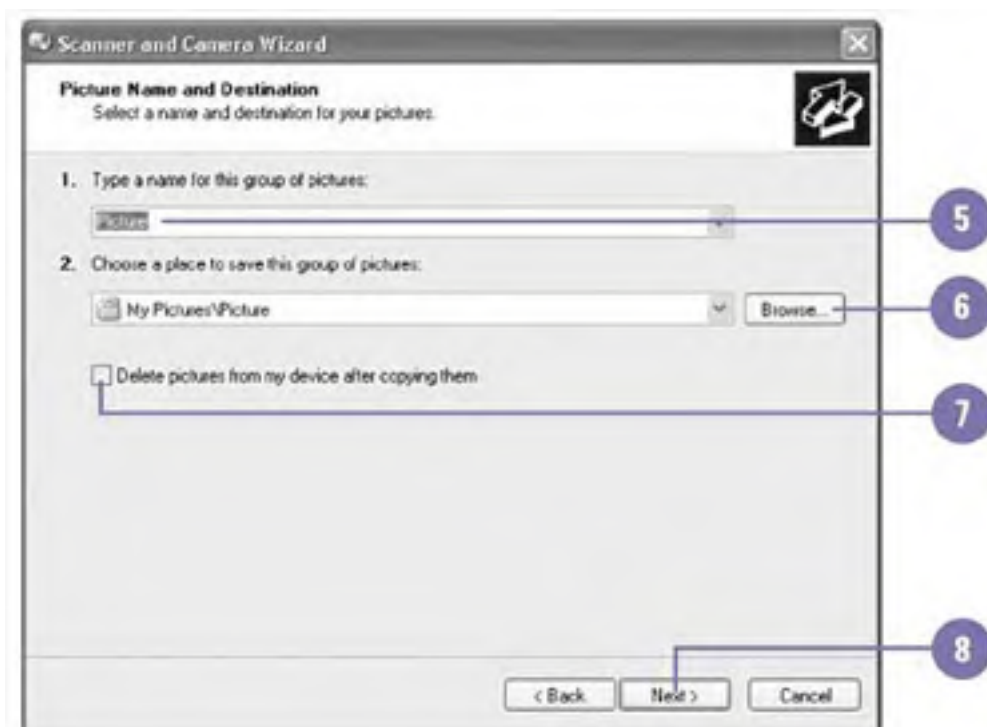 Scanner and Camera Wizard
Picture Name and Destination
Select a name and destination for your pictures.
1. Type a name for this group of pictures:
Picture
5
2. Choose a place to save this group of pictures:
My Pictures\Picture
Browse...
6
Delete pictures from my device after copying them
7
8
< Back
Next >
Cancel